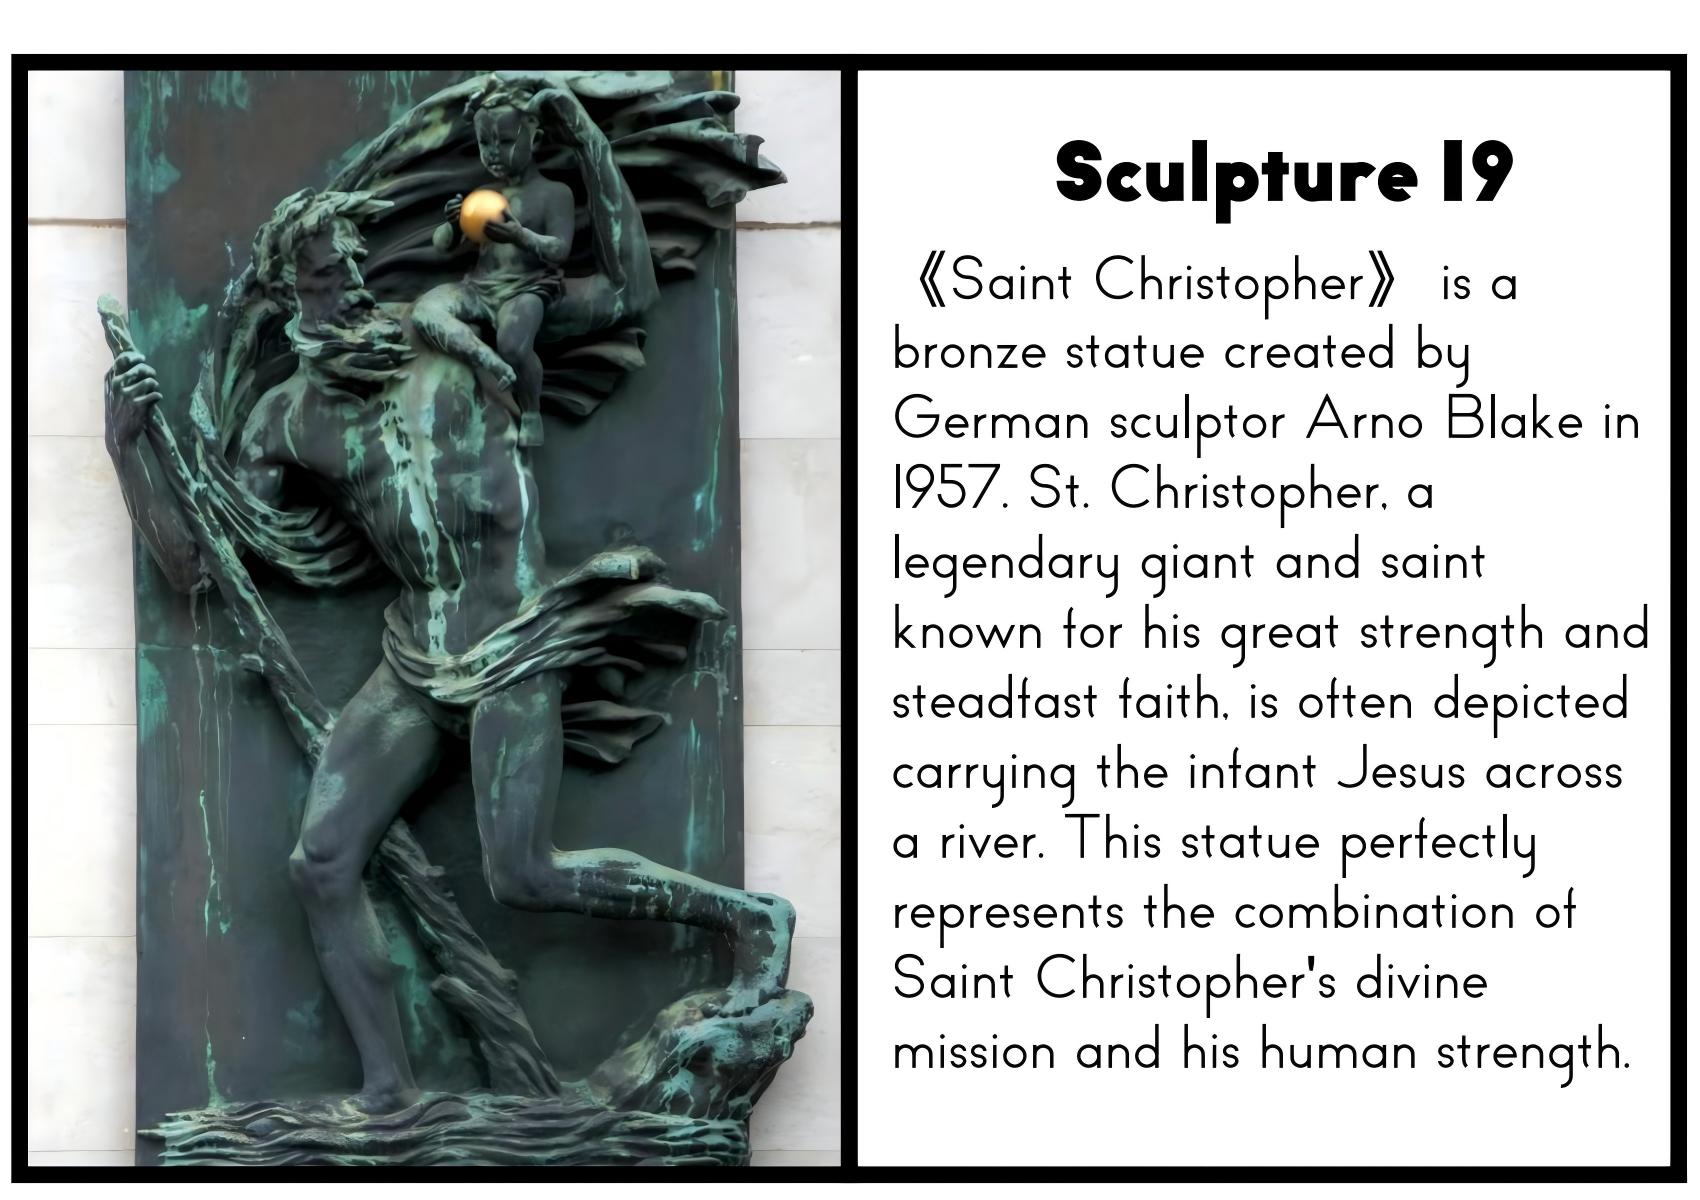 Sculpture 19
《Saint Christopher》 is a
bronze statue created by
German sculptor Arno Blake in
1957. St. Christopher, a
legendary giant and saint
known for his great strength and
steadfast faith, is often depicted
carrying the infant Jesus across
a river. This statue perfectly
represents the combination of
Saint Christopher's divine
mission and his human strength.